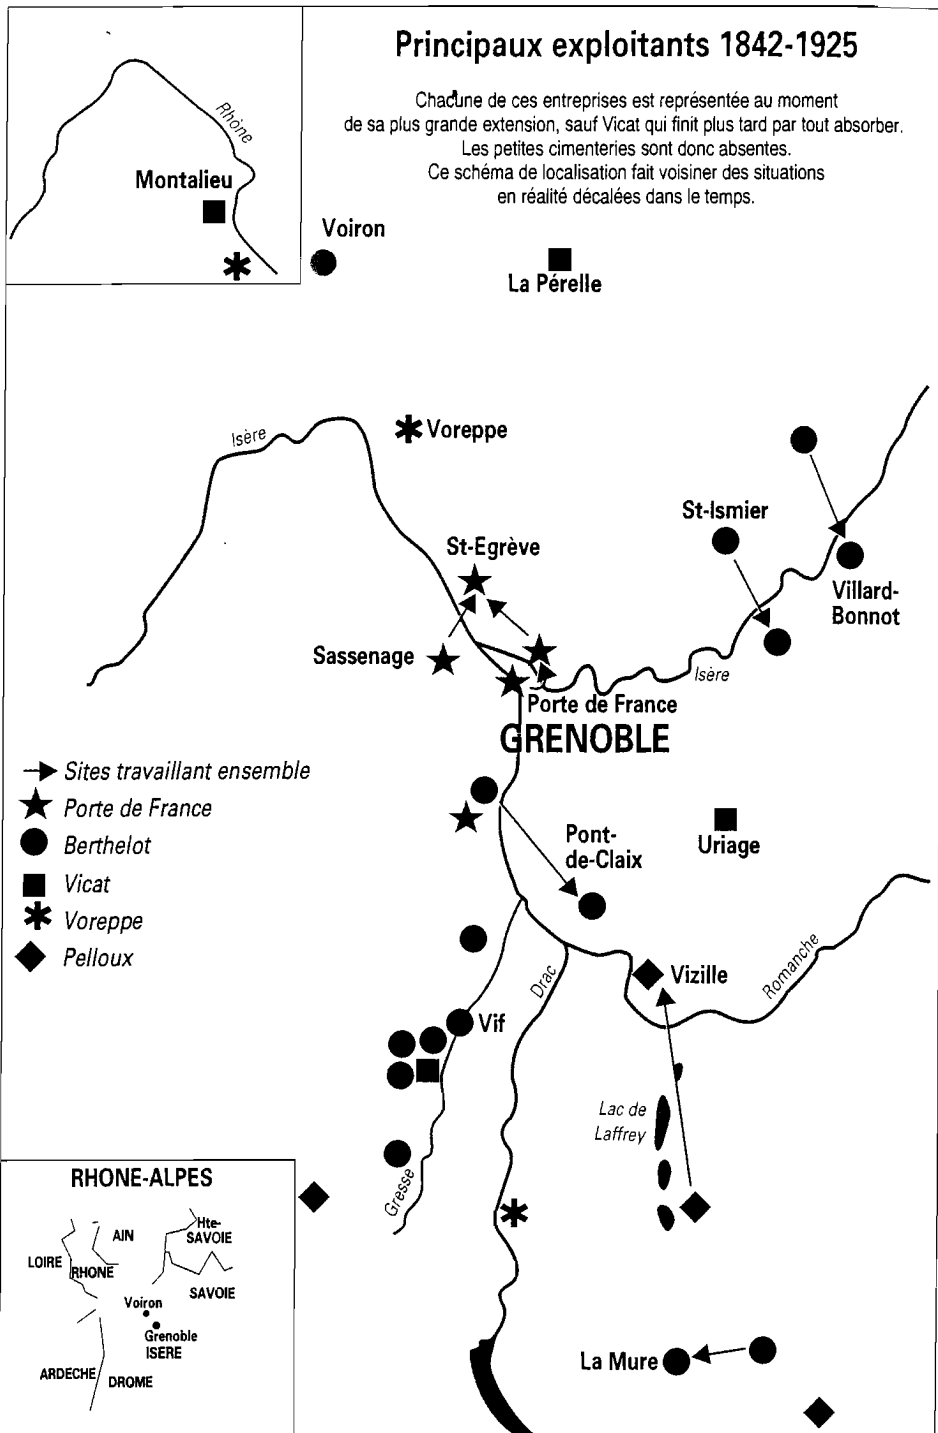 Principaux exploitants 1842-1925
Chacune de ces entreprises est représentée au moment
de sa plus grande extension, sauf Vicat qui finit plus tard par tout absorber.
Les petites cimenteries sont donc absentes.
Ce schéma de localisation fait voisiner des situations
en réalité décalées dans le temps.
Rhône
Montalieu
Voiron
La Pérelle
Isère
Voreppe
St-Ismier
St-Egrève
Villard-
Bonnot
Sassenage
Isère
Porte de France
GRENOBLE
Sites travaillant ensemble
Porte de France
Berthelot
Vicat
Voreppe
Pelloux
Pont-
de-Claix
Uriage
Drac
Vizille
Romanche
Vif
Lac de
Laffrey
Gresse
La Mure
RHONE-ALPES
AIN
Hte-
SAVOIE
LOIRE
RHONE
SAVOIE
Voiron
Grenoble
ISERE
ARDECHE
DROME